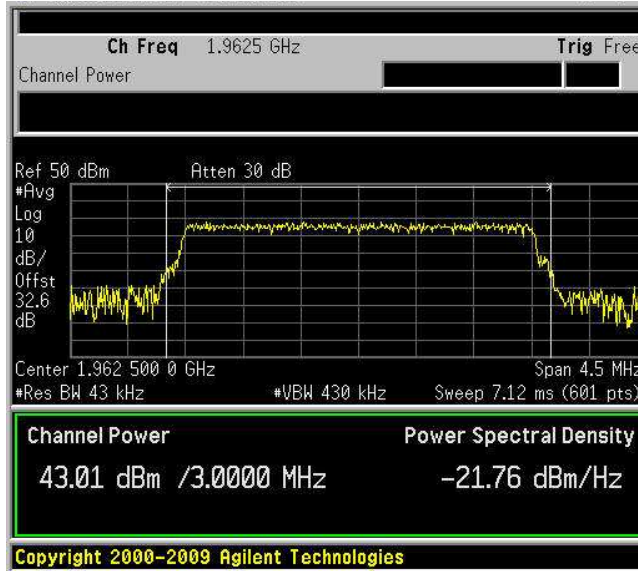 Ch Freq 1.9625 GHz Trig Free
Channel Power
Ref 50 dBm Atten 30 dB
#Avg
Log
10
dB/
Offst
32.6
dB
Center 1.962 500 0 GHz Span 4.5 MHz
#Res BW 43 kHz #VBW 430 kHz Sweep 7.12 ms (601 pts)
Channel Power Power Spectral Density
43.01 dBm /3.0000 MHz -21.76 dBm/Hz
Copyright 2000-2009 Agilent Technologies